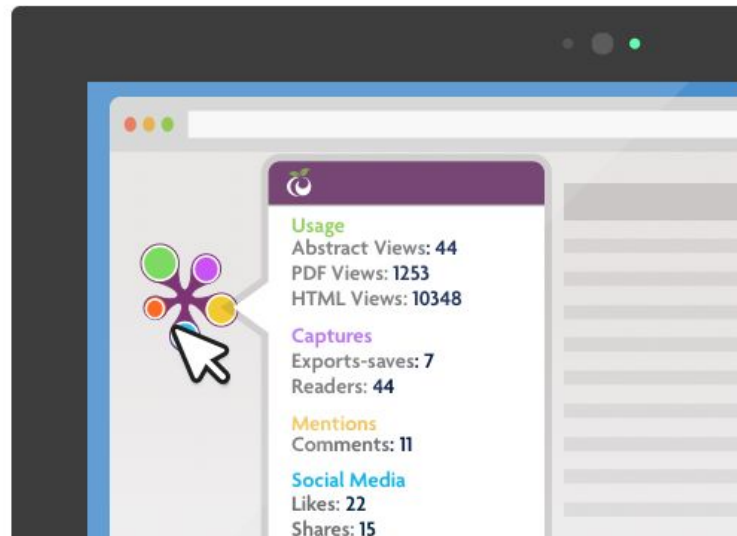 Usage
Abstract Views: 44
PDF Views: 1253
HTML Views: 10348
Captures
Exports-saves: 7
Readers: 44
Mentions
Comments: 11
Social Media
Likes: 22
Shares: 15